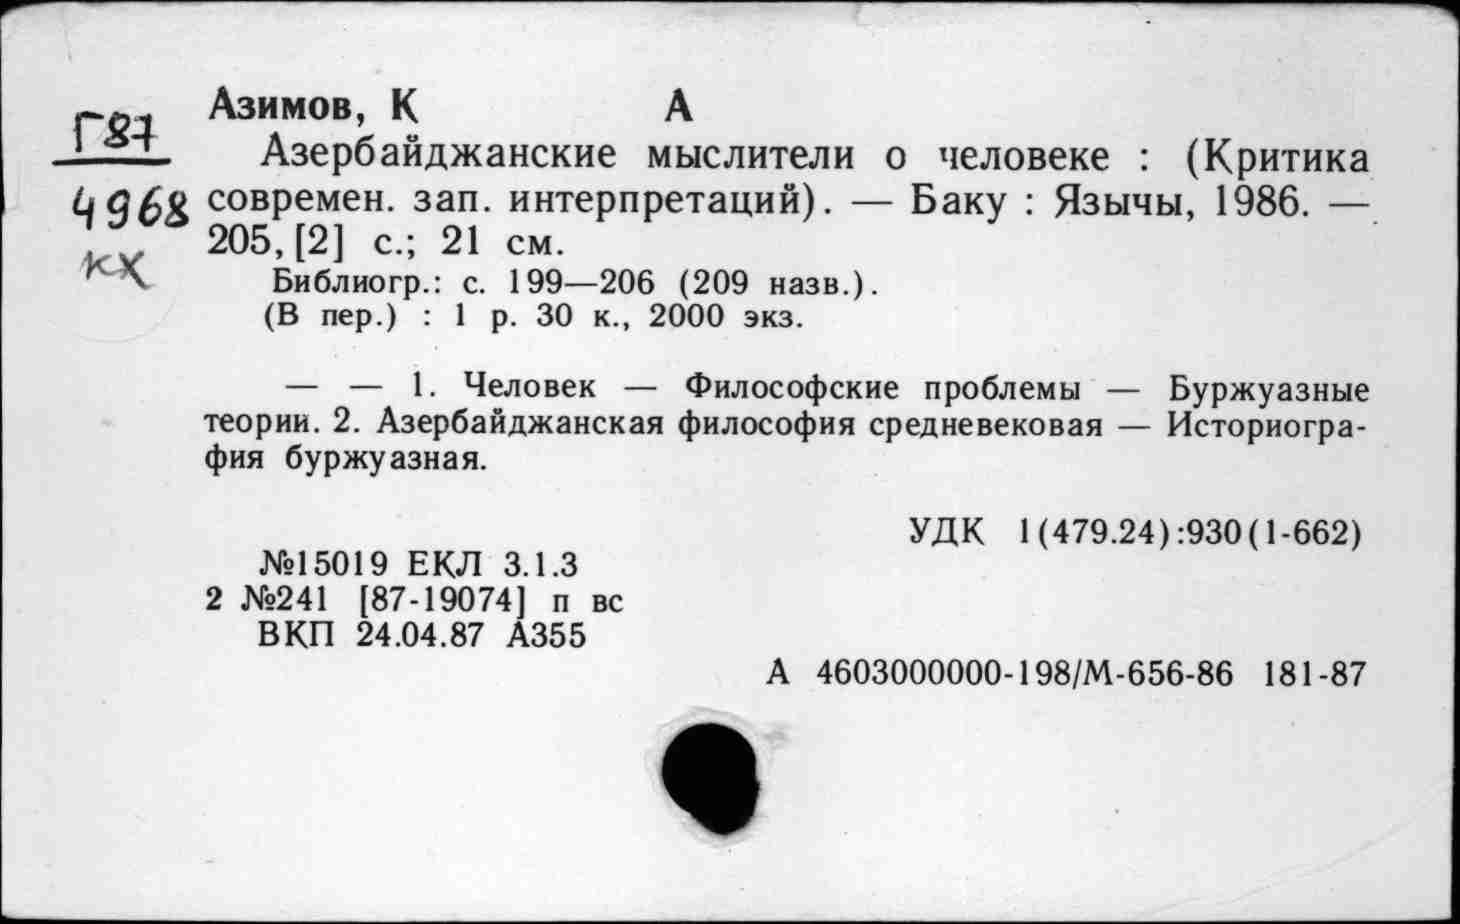 Азимов, К А
Г87
Азербайджанские мыслители о человеке : (Критика
4968
современ. зап. интерпретаций). — Баку : Язычы, 1986. —
205, [2] с.; 21 см.
кх
Библиогр.: с. 199—206 (209 назв.).
(В пер.) : 1 р. 30 к., 2000 экз.
— — 1. Человек — Философские проблемы — Буржуазные
теории. 2. Азербайджанская философия средневековая — Историогра-
фия буржуазная.
УДК 1(479.24):930(1-662)
№15019 ЕКЛ 3.1.3
2 №241 [87-19074] п вс
ВКП 24.04.87 А355
А 4603000000-198/М-656-86 181-87